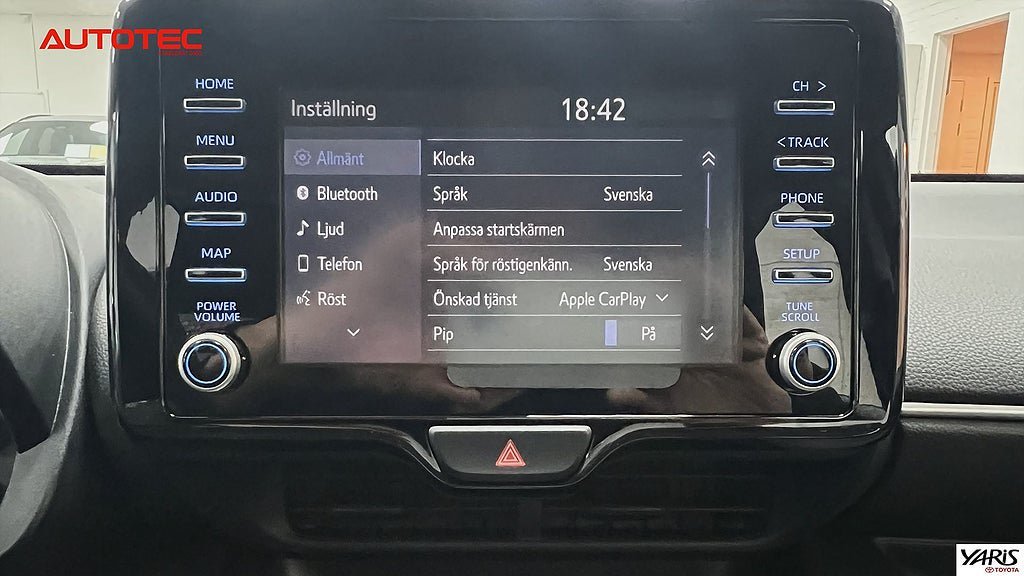 AUTOTEC
HOME
MENU
AUDIO
MAP
POWER
VOLUME
Inställning
18:42
Allmänt
Bluetooth
Ljud
Telefon
Röst
Klocka
Språk Svenska
Anpassa startskärmen
Språk för röstigenkänn. Svenska
Önskad tjänst Apple CarPlay
Pip På
CH >
< TRACK
PHONE
SETUP
TUNE
SCROLL
YARIS
TOYOTA